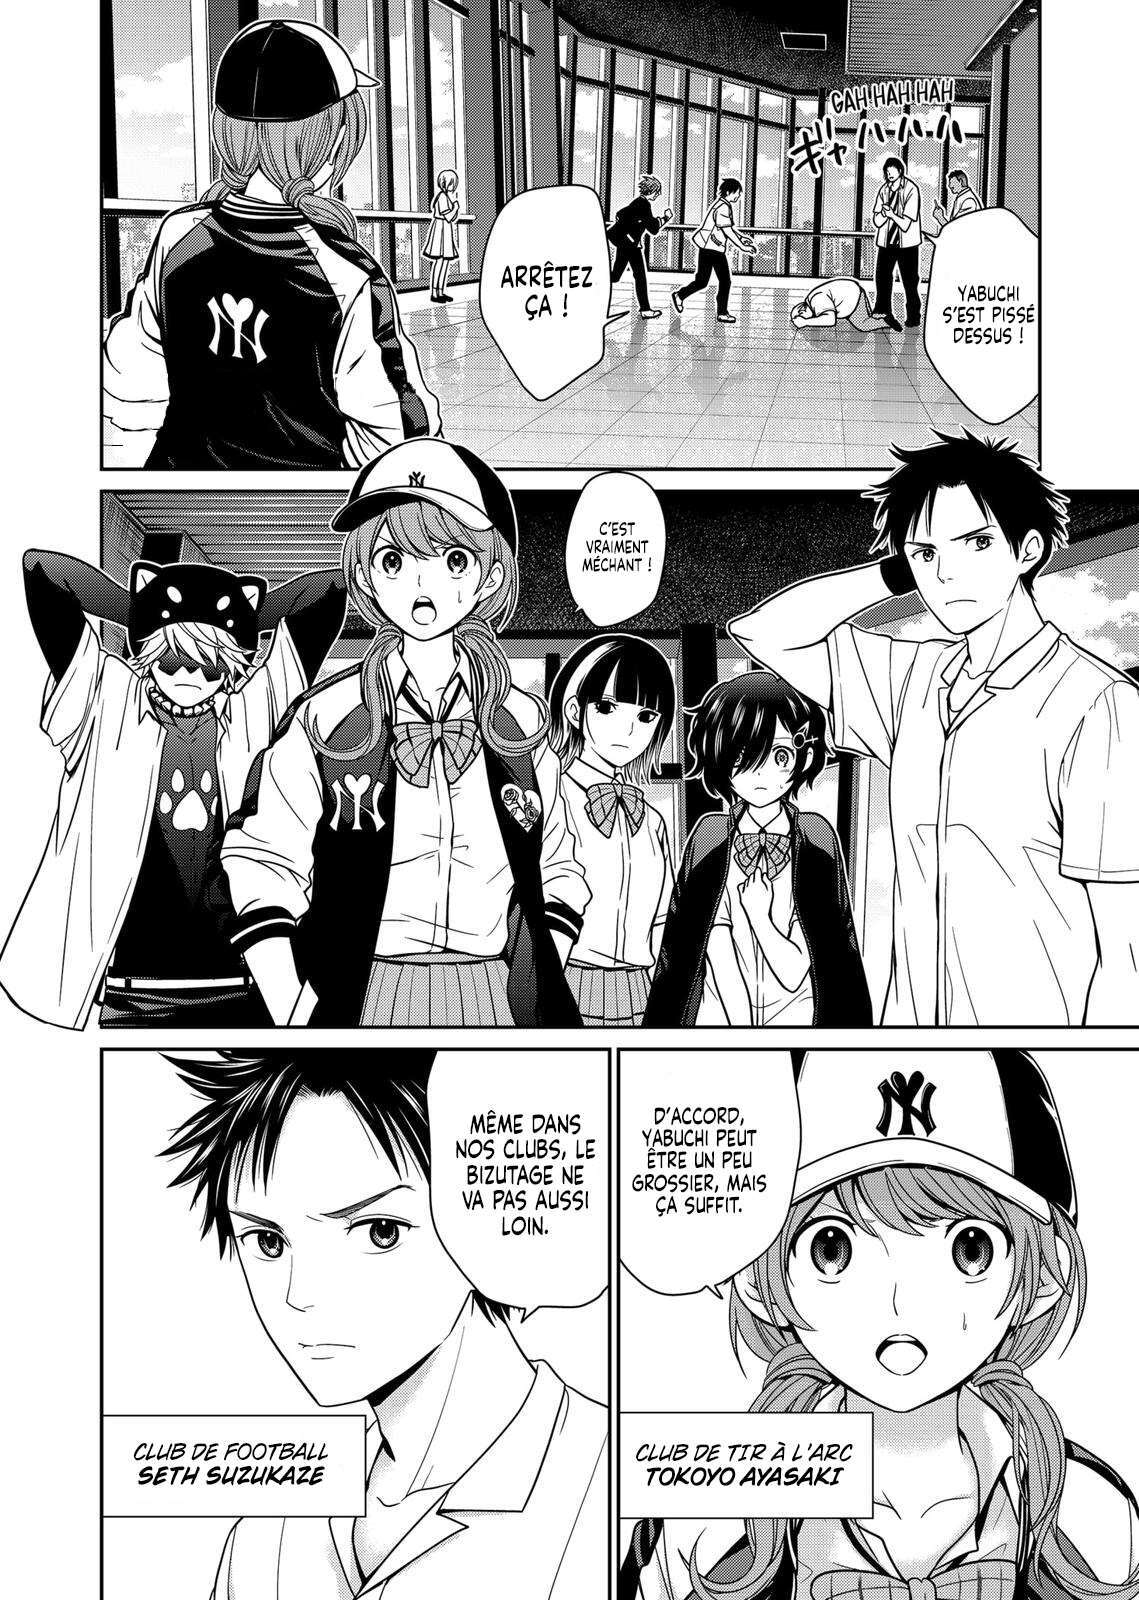 GAH HAH HAH
ギャハハハハ
YABUCHI
S'EST PISSÉ
DESSUS !
ARRÊTEZ
ÇA !
NY
C'EST
VRAIMENT
MÉCHANT !
NY
NY
D'ACCORD,
YABUCHI PEUT
ÊTRE UN PEU
GROSSIER, MAIS
ÇA SUFFIT.
NY
CLUB DE TIR À L'ARC
TOKOYO AYASAKI
MÊME DANS
NOS CLUBS, LE
BIZUTAGE NE
VA PAS AUSSI
LOIN.
CLUB DE FOOTBALL
SETH SUZUKAZE